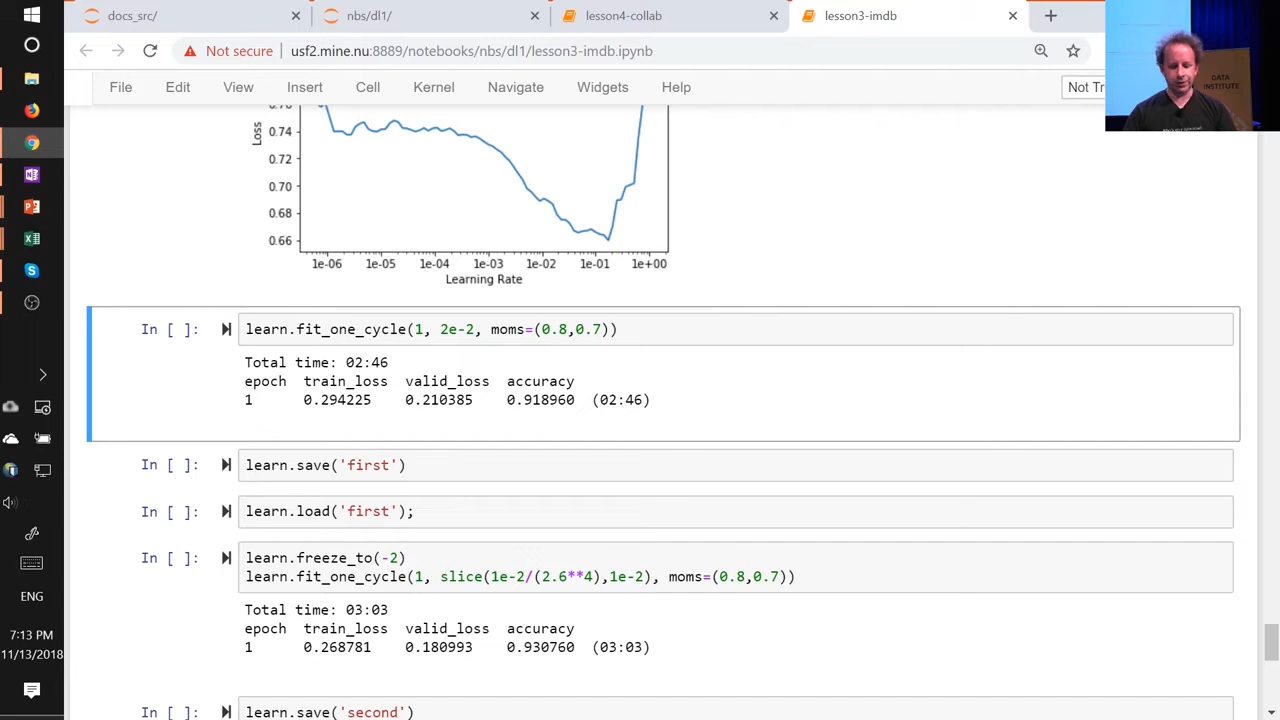 docs_src/
nbs/dl1/
lesson4-collab
lesson3-imdb
Not secure
usf2.mine.nu:8889/notebooks/nbs/dl1/lesson3-imdb.ipynb
File Edit View Insert Cell Kernel Navigate Widgets Help
Not
DATA
INSTITUTE
Loss
0.74
0.72
0.70
0.68
0.66
1e-06 1e-05 1e-04 1e-03 1e-02 1e-01 1e+00
Learning Rate
In [ ]: learn.fit_one_cycle(1, 2e-2, moms=(0.8,0.7))
Total time: 02:46
epoch train_loss valid_loss accuracy
1 0.294225 0.210385 0.918960 (02:46)
In [ ]: learn.save('first')
In [ ]: learn.load('first');
In [ ]: learn.freeze_to(-2)
learn.fit_one_cycle(1, slice(1e-2/(2.6**4),1e-2), moms=(0.8,0.7))
Total time: 03:03
epoch train_loss valid_loss accuracy
1 0.268781 0.180993 0.930760 (03:03)
In [ ]: learn.save('second')
ENG
7:13 PM
11/13/2018